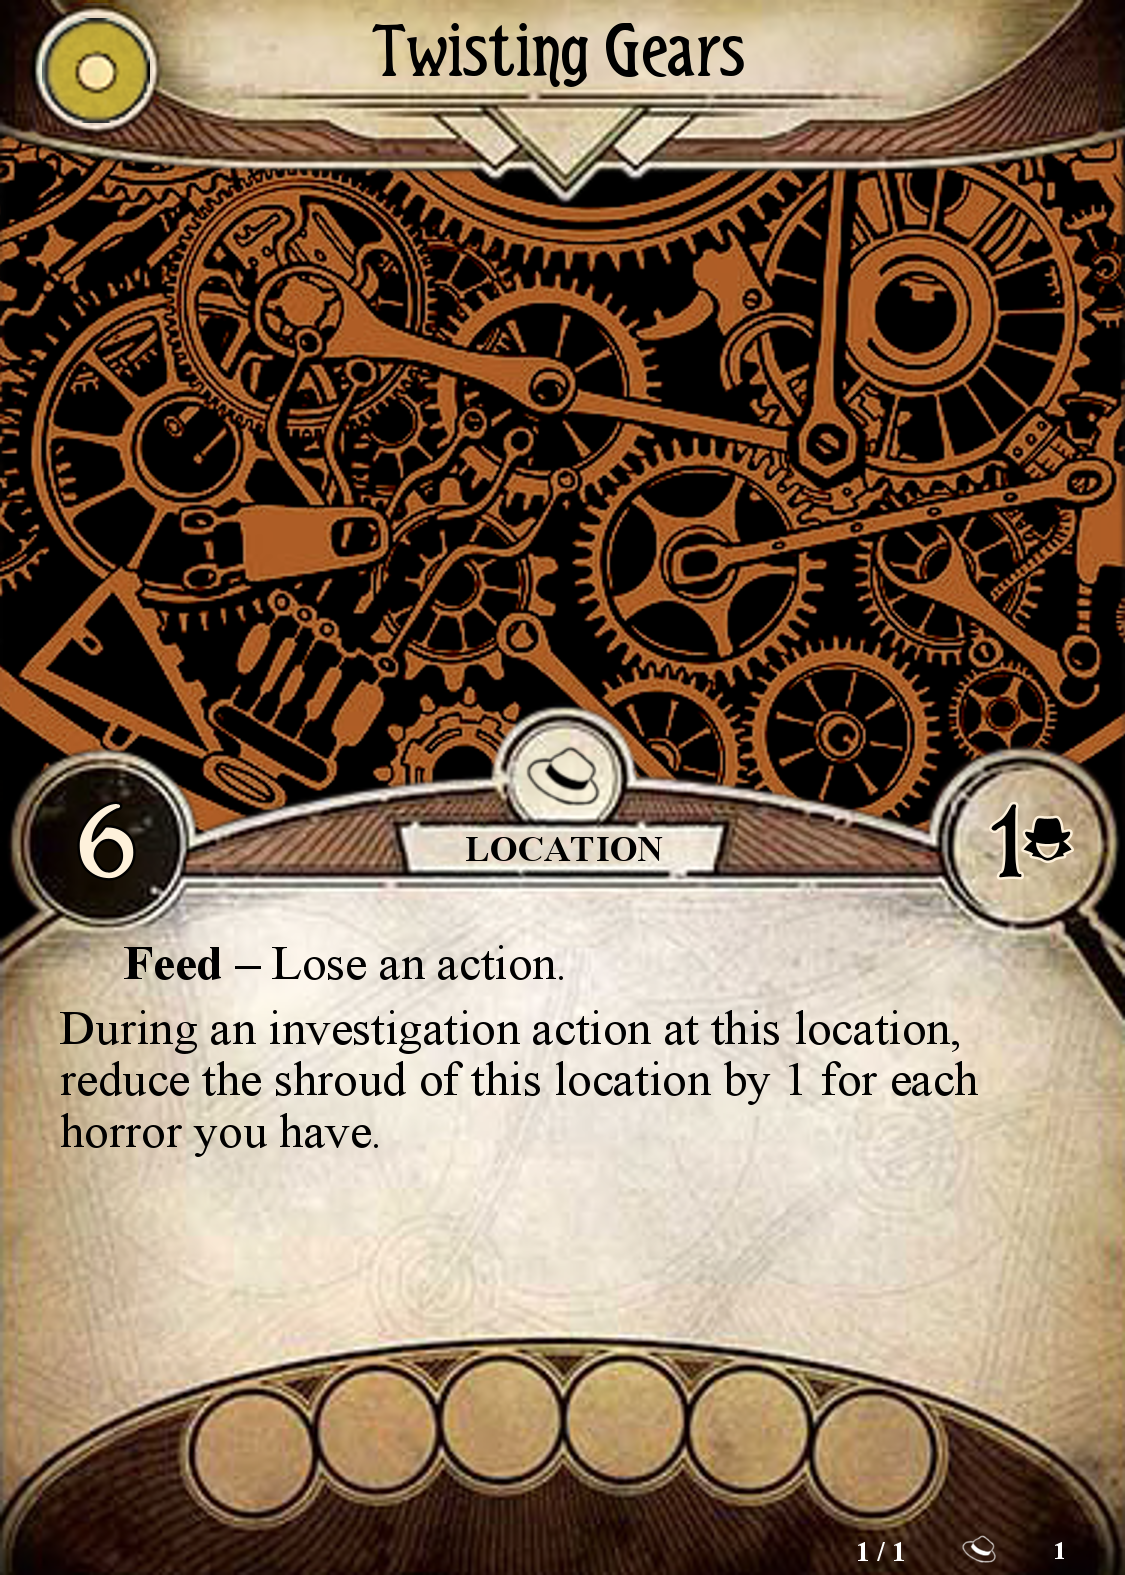 Twisting Gears
6
LOCATION
1
Feed – Lose an action.
During an investigation action at this location,
reduce the shroud of this location by 1 for each
horror you have.
1 / 1
1